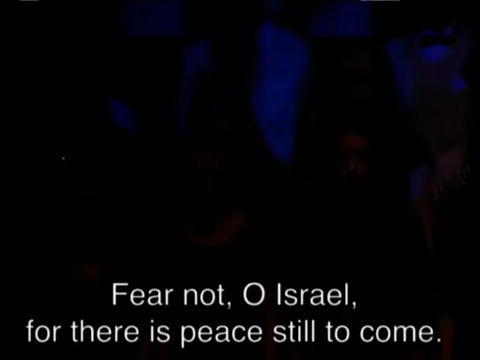 Fear not, O Israel,
for there is peace still to come.